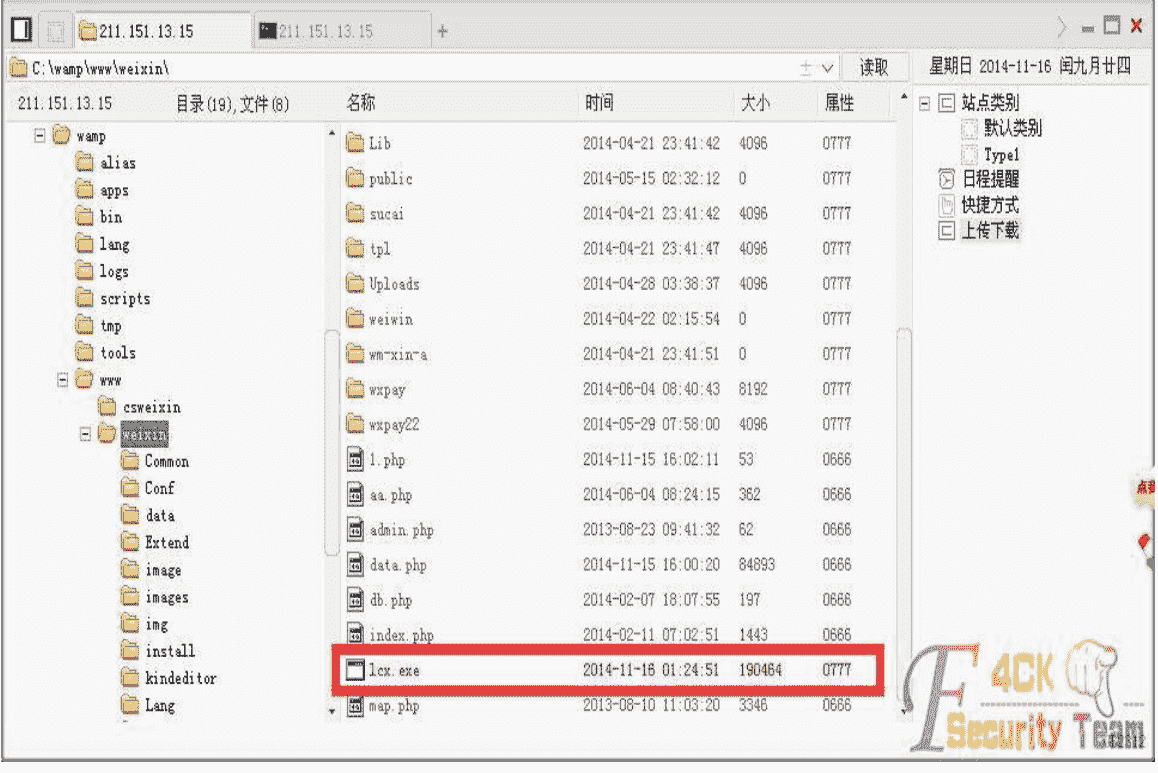 211.151.13.15 211.151.13.15 +
C:\wamp\www\weixin\ 读取 星期日 2014-11-16 闰九月廿四
211.151.13.15 目录(19),文件(8) 名称 时间 大小 属性
wamp
alias
apps
bin
lang
logs
scripts
tmp
tools
www
csweixin
weixin
Common
Conf
data
Extend
image
images
img
install
kindeditor
Lang
Lib 2014-04-21 23:41:42 4096 0777
public 2014-05-15 02:32:12 0 0777
sucai 2014-04-21 23:41:42 4096 0777
tpl 2014-04-21 23:41:47 4096 0777
Uploads 2014-04-28 03:38:37 4096 0777
weiwin 2014-04-22 02:15:54 0 0777
wm-xin-a 2014-04-21 23:41:51 0 0777
wxpay 2014-06-04 08:40:43 8192 0777
wxpay22 2014-05-29 07:58:00 4096 0777
1.php 2014-11-15 16:02:11 53 0666
aa.php 2014-06-04 08:24:15 362 0666
admin.php 2013-08-23 09:41:32 62 0666
data.php 2014-11-15 16:00:20 84893 0666
db.php 2014-02-07 18:07:55 197 0666
index.php 2014-02-11 07:02:51 1443 0666
lcx.exe 2014-11-16 01:24:51 190464 0777
map.php 2013-08-10 11:03:20 3346 0666
站点类别
默认类别
Type1
日程提醒
快捷方式
上传下载
F4CK
Security Team